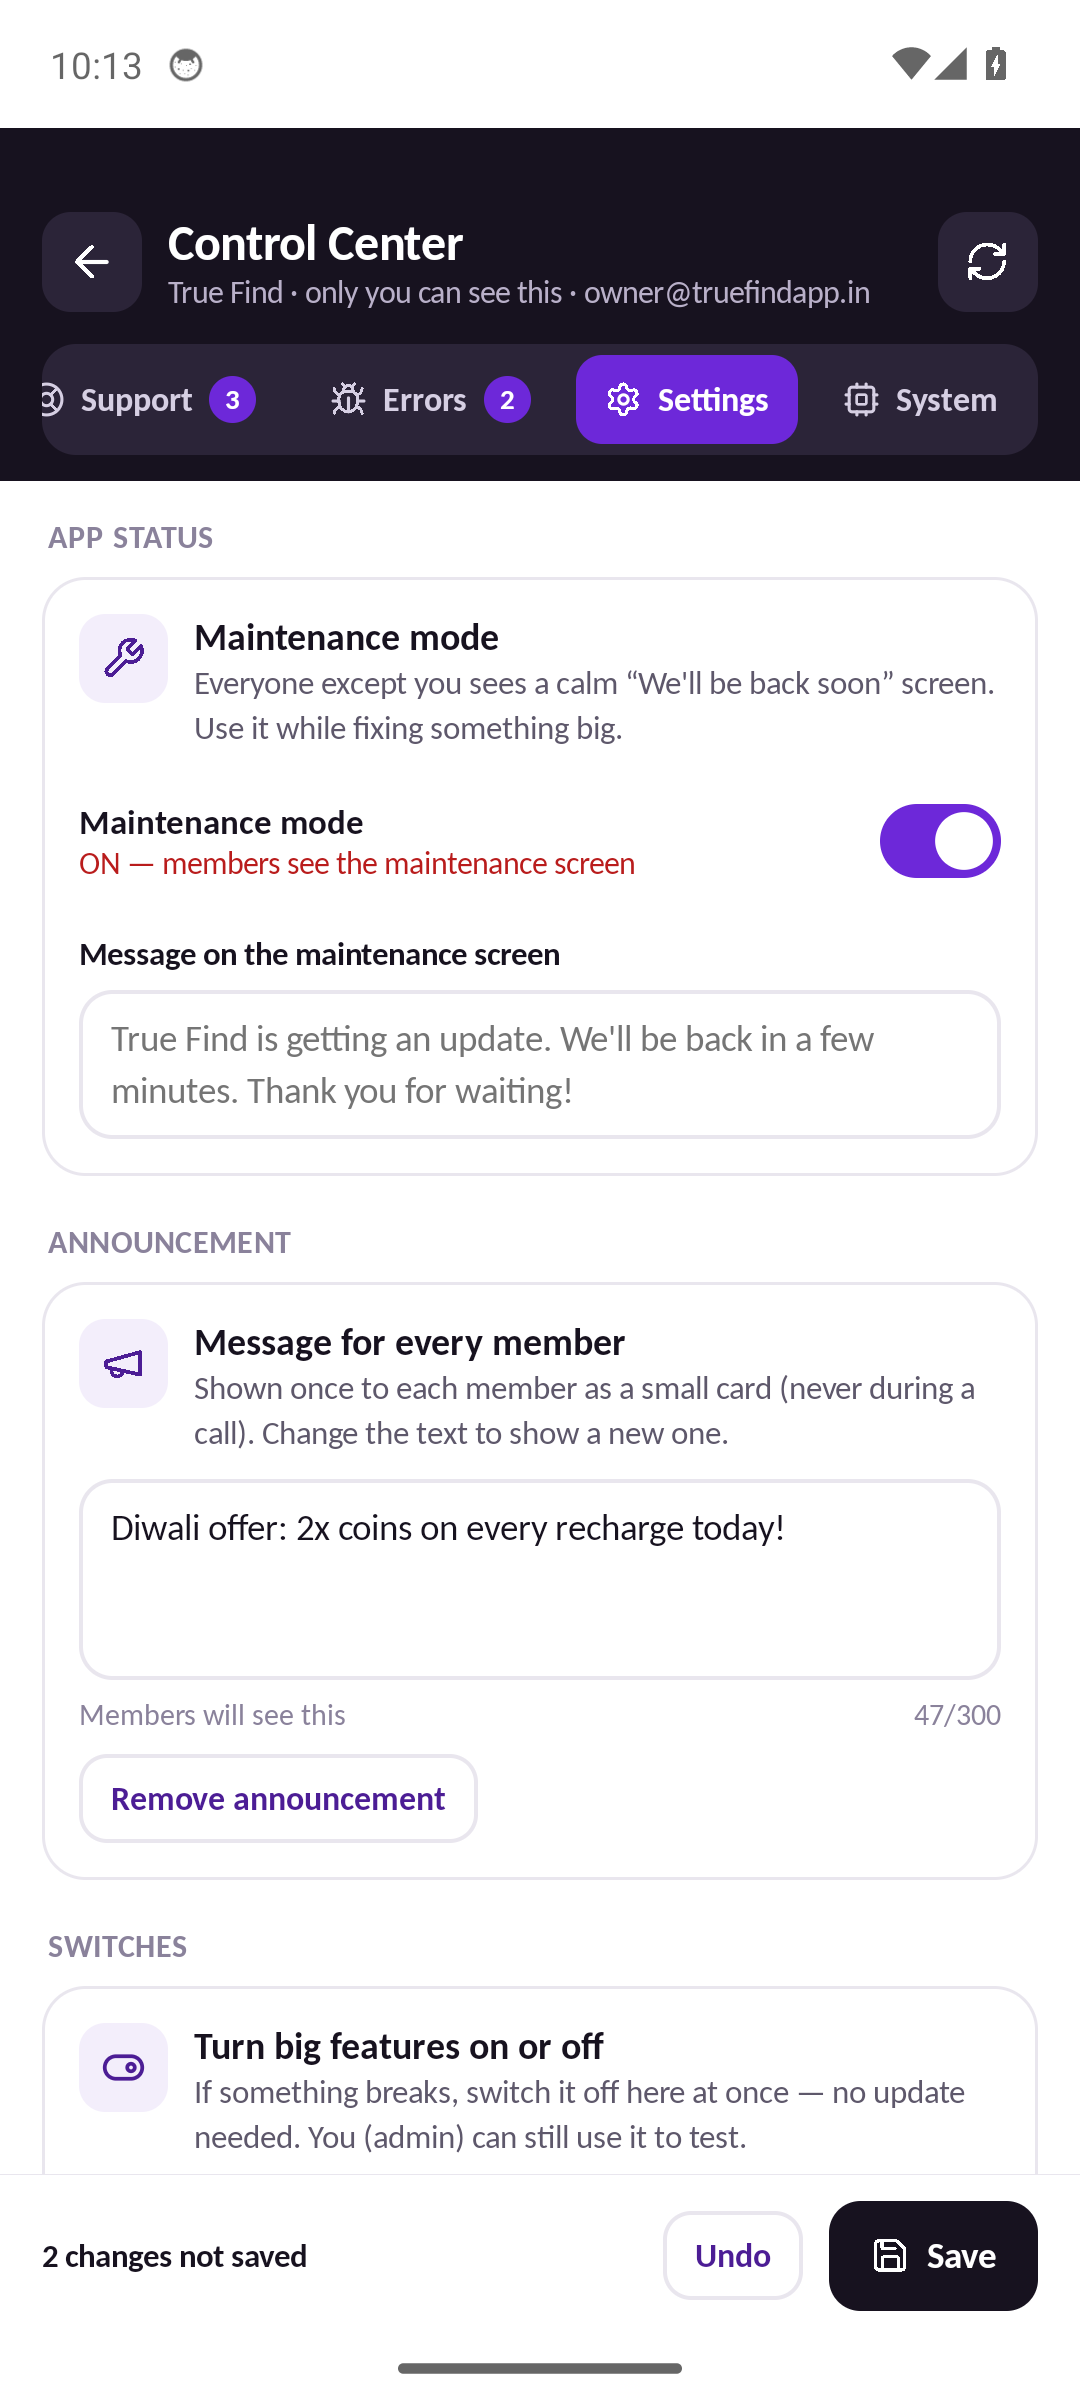 10:13
Control Center
True Find · only you can see this · owner@truefindapp.in
Support 3 Errors 2 Settings System
APP STATUS
Maintenance mode
Everyone except you sees a calm “We'll be back soon” screen.
Use it while fixing something big.
Maintenance mode
ON — members see the maintenance screen
Message on the maintenance screen
True Find is getting an update. We'll be back in a few
minutes. Thank you for waiting!
ANNOUNCEMENT
Message for every member
Shown once to each member as a small card (never during a
call). Change the text to show a new one.
Diwali offer: 2x coins on every recharge today!
Members will see this 47/300
Remove announcement
SWITCHES
Turn big features on or off
If something breaks, switch it off here at once — no update
needed. You (admin) can still use it to test.
2 changes not saved Undo Save